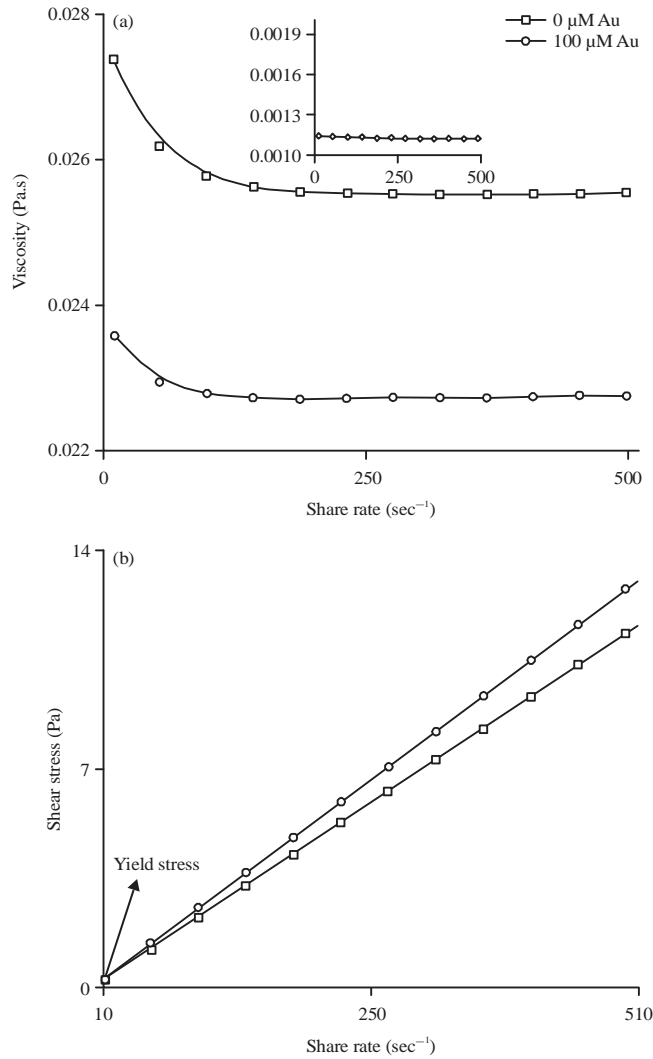 (a)
0 µM Au
100 µM Au
0.028
0.026
0.024
0.022
Viscosity (Pa.s)
0.0019
0.0016
0.0013
0.0010
0 250 500
0 250 500
Share rate (sec⁻¹)
(b)
14
7
0
Shear stress (Pa)
Yield stress
10 250 510
Share rate (sec⁻¹)